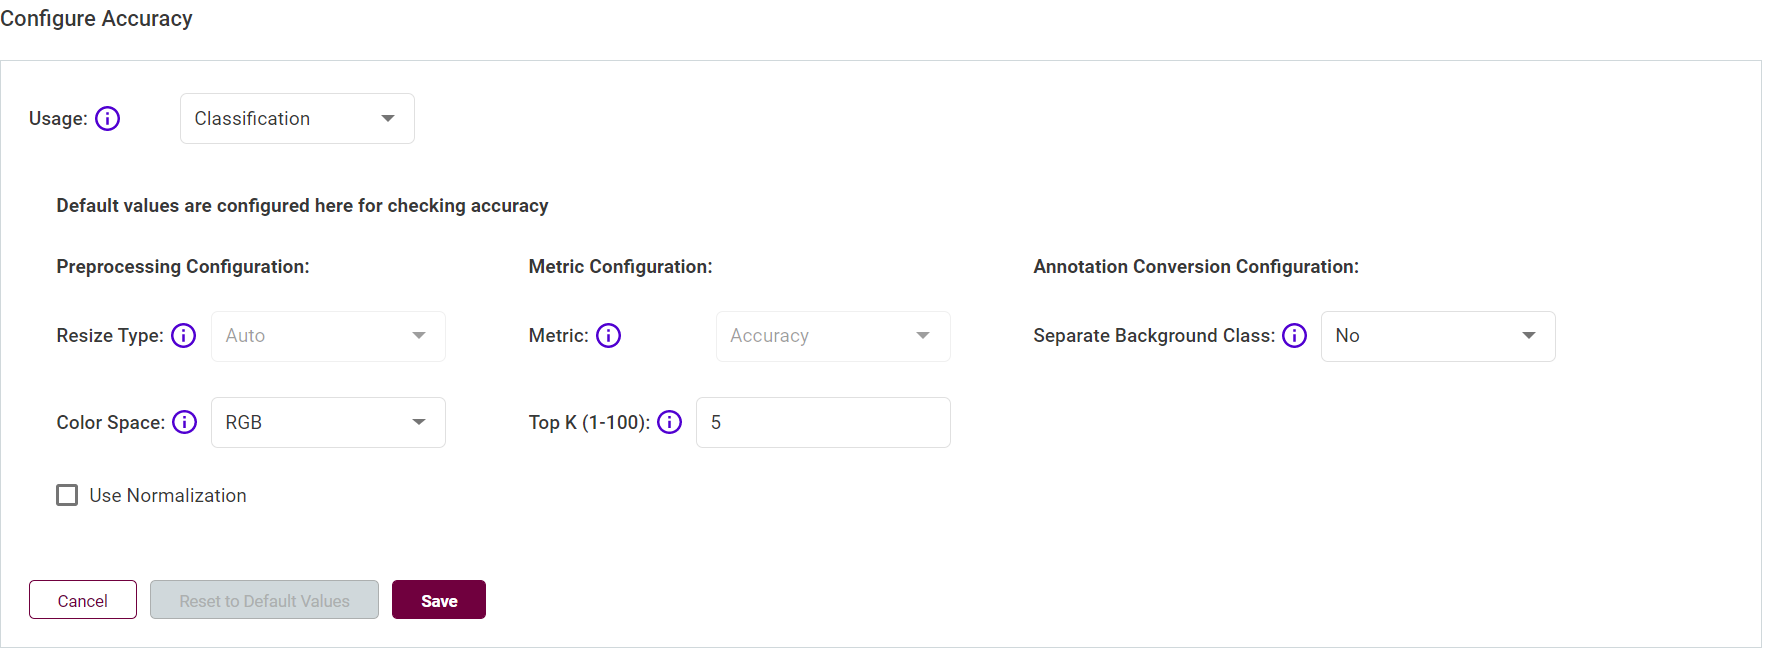 Configure Accuracy
Usage: Classification
Default values are configured here for checking accuracy
Preprocessing Configuration: Metric Configuration: Annotation Conversion Configuration:
Resize Type: Auto Metric: Accuracy Separate Background Class: No
Color Space: RGB Top K (1-100): 5
Use Normalization
Cancel Reset to Default Values Save